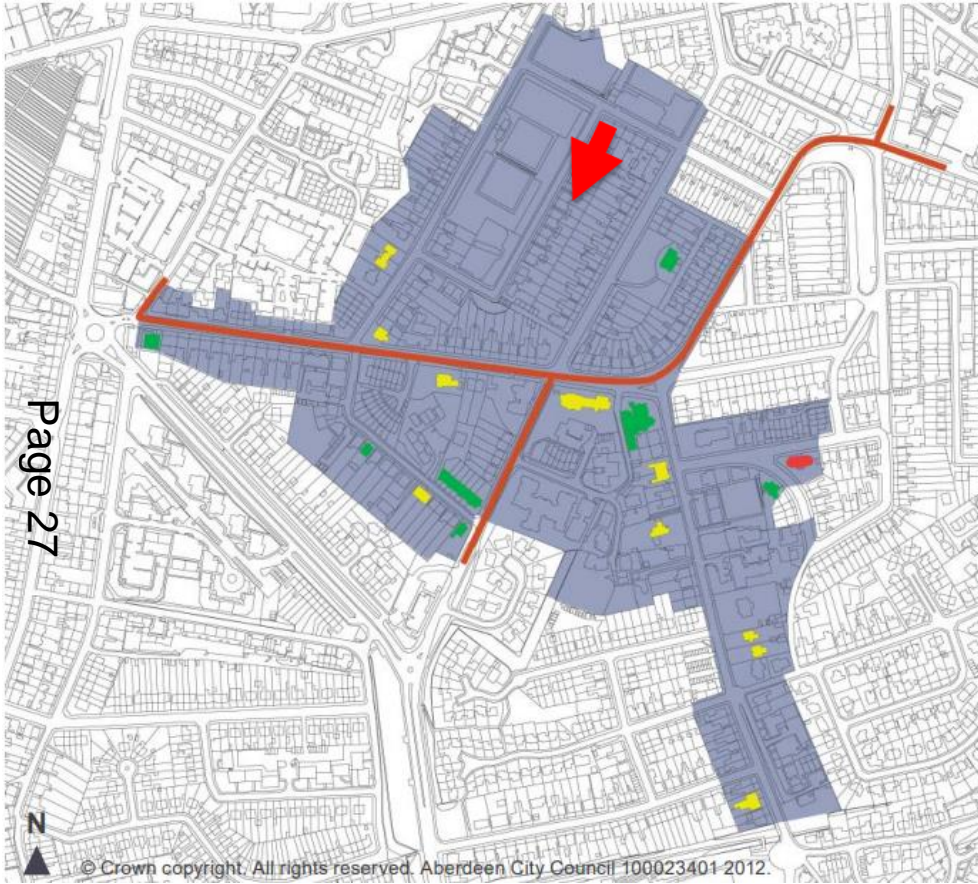 Page 27
N
© Crown copyright. All rights reserved. Aberdeen City Council 100023401 2012.